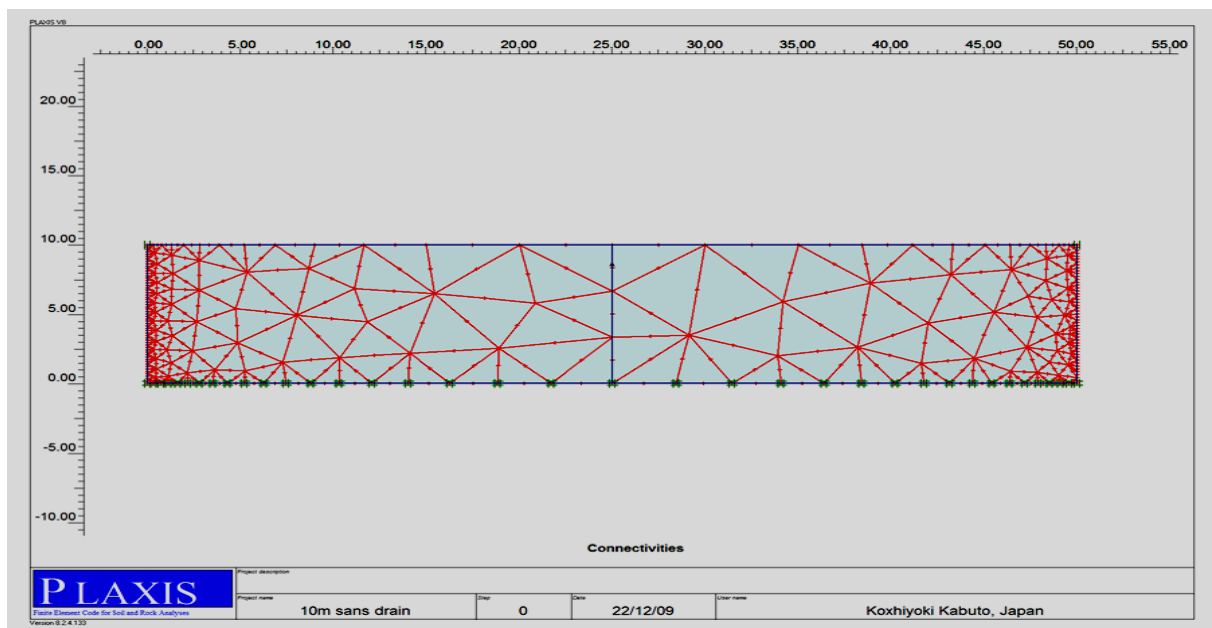 PLAXIS V8
0.00 5.00 10.00 15.00 20.00 25.00 30.00 35.00 40.00 45.00 50.00 55.00
20.00
15.00
10.00
5.00
0.00
-5.00
-10.00
Connectivities
PLAXIS
Finite Element Code for Soil and Rock Analyses
Version 8.2.4.133
Project description
Project name
10m sans drain
Step
0
Date
22/12/09
User name
Koxhiyoki Kabuto, Japan